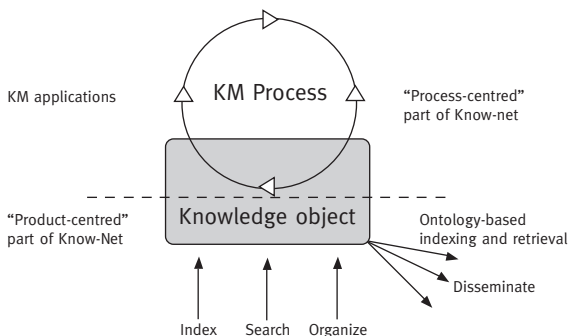 KM applications
KM Process
“Process-centred”
part of Know-net
“Product-centred”
part of Know-Net
Knowledge object
Ontology-based
indexing and retrieval
Disseminate
Index
Search
Organize